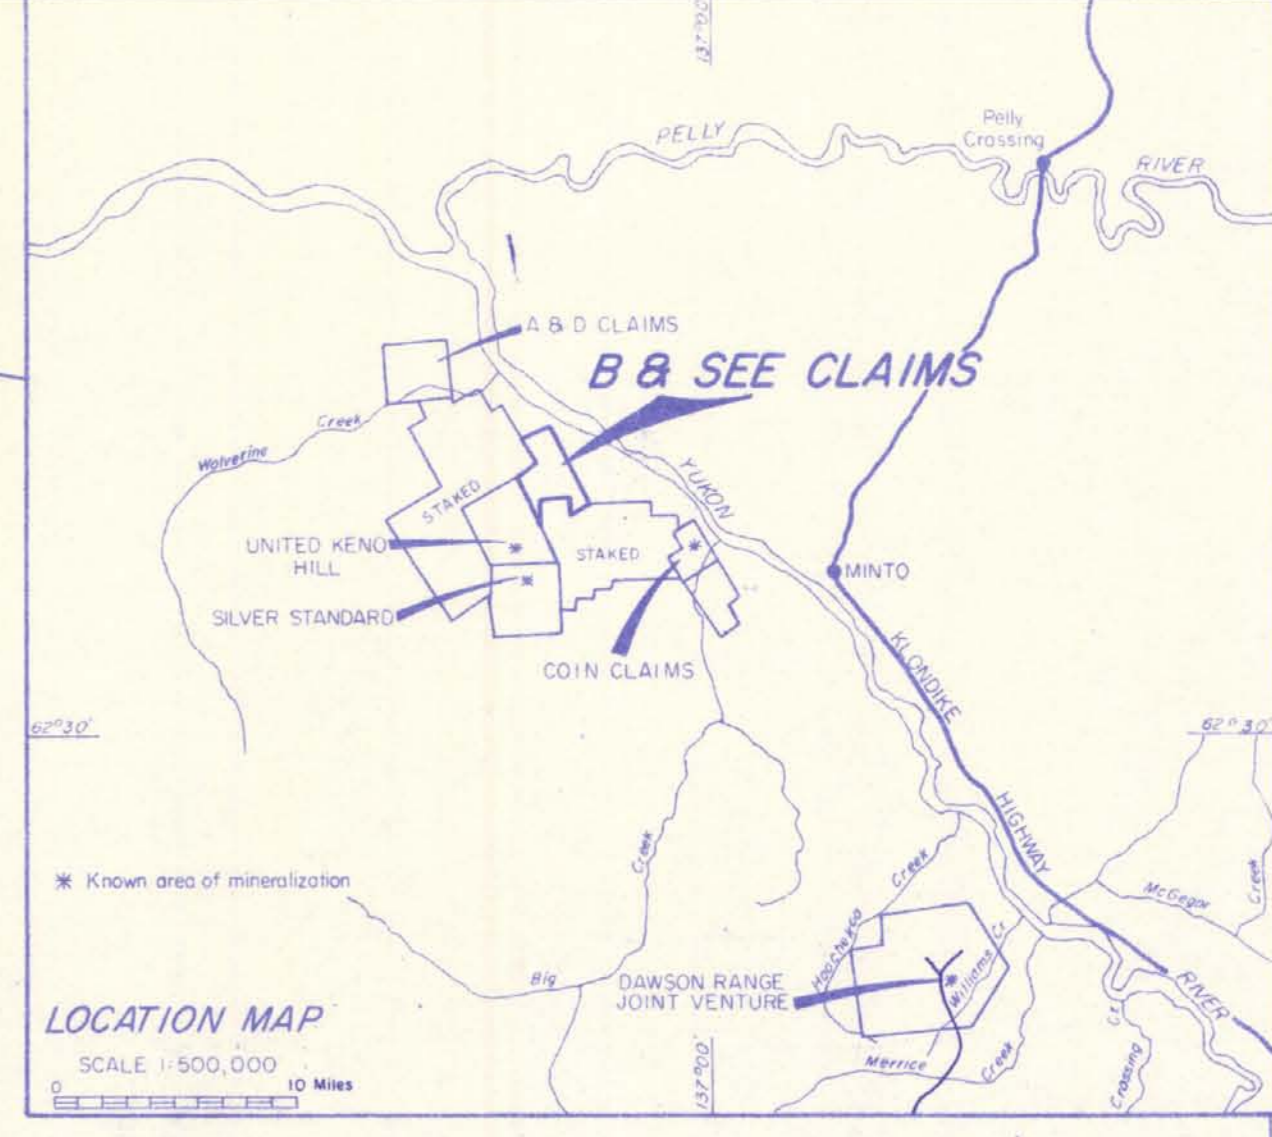 137°00'
Pelly
Crossing
PELLY
RIVER
A & D CLAIMS
B & SEE CLAIMS
Wolverine Creek
YUKON
STAKED
UNITED KENO
HILL
STAKED
MINTO
SILVER STANDARD
COIN CLAIMS
KLONDIKE
62°30'
62°30'
HIGHWAY
Creek
Creek
* Known area of mineralization
McGegor
Creek
Hoochekoo
Williams Cr.
Big
DAWSON RANGE
JOINT VENTURE
RIVER
LOCATION MAP
SCALE 1:500,000
0 10 Miles
137°00'
Merrice
Creek
Crossing Cr.